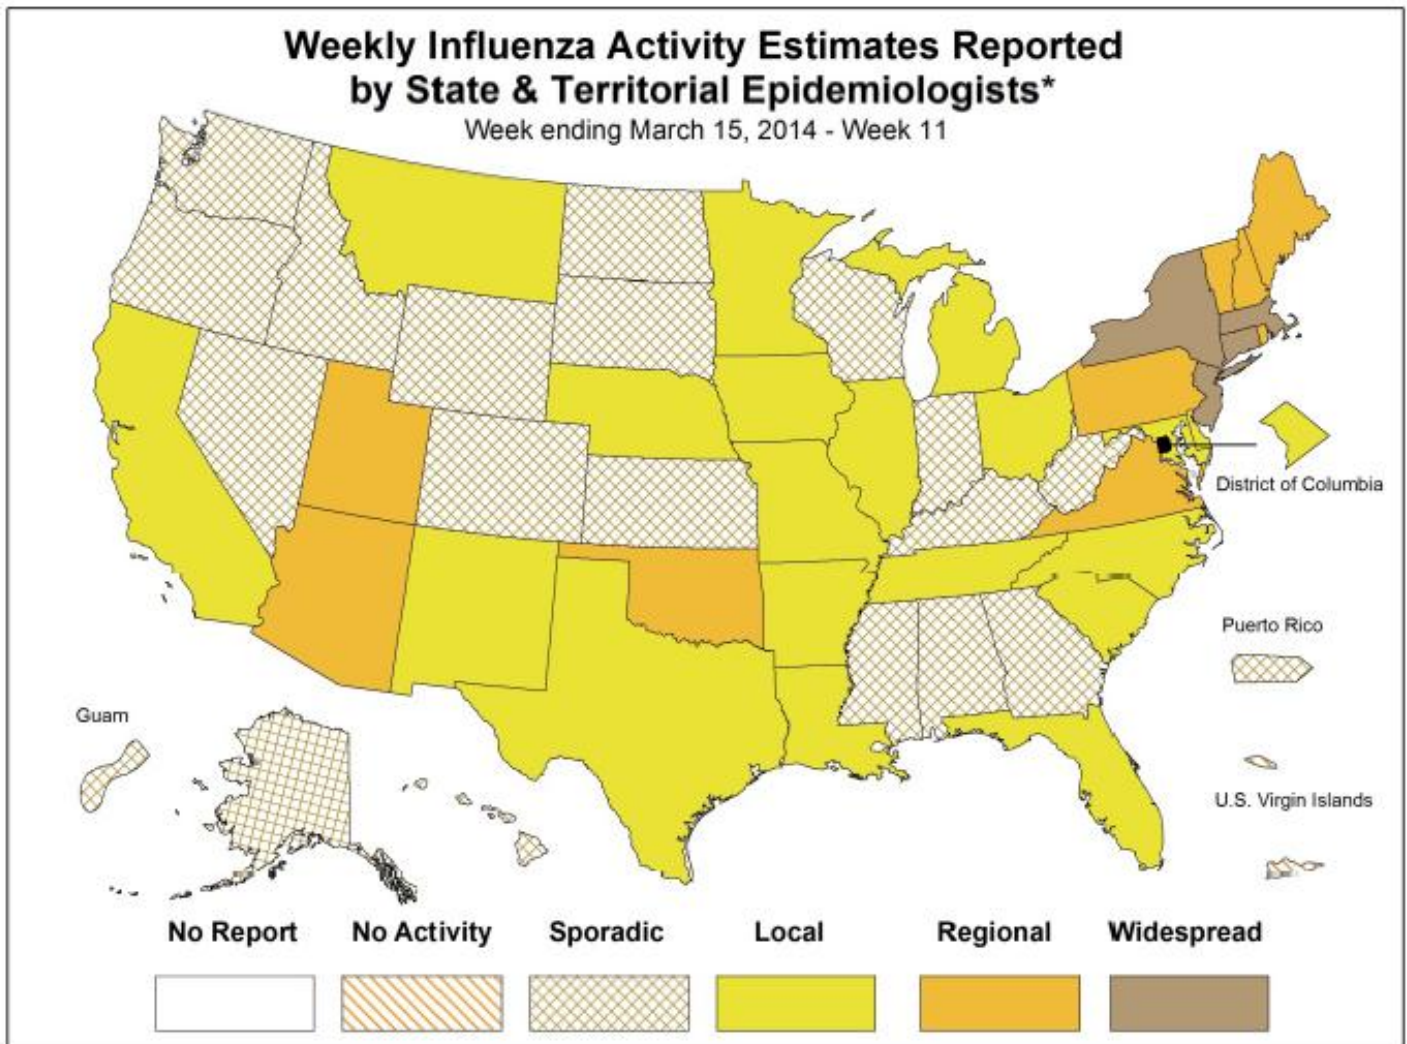 Weekly Influenza Activity Estimates Reported
by State & Territorial Epidemiologists*
Week ending March 15, 2014 - Week 11
District of Columbia
Puerto Rico
Guam
U.S. Virgin Islands
No Report No Activity Sporadic Local Regional Widespread